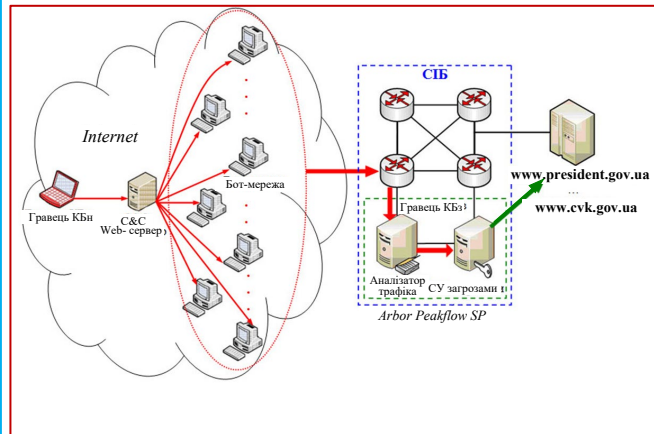 СІБ
Internet
www.president.gov.ua
...
www.cvk.gov.ua
Бот-мережа
Гравець КБн
C&C
Web- сервер
Гравець КБз
Аналізатор
трафіка
СУ загрозами
Arbor Peakflow SP